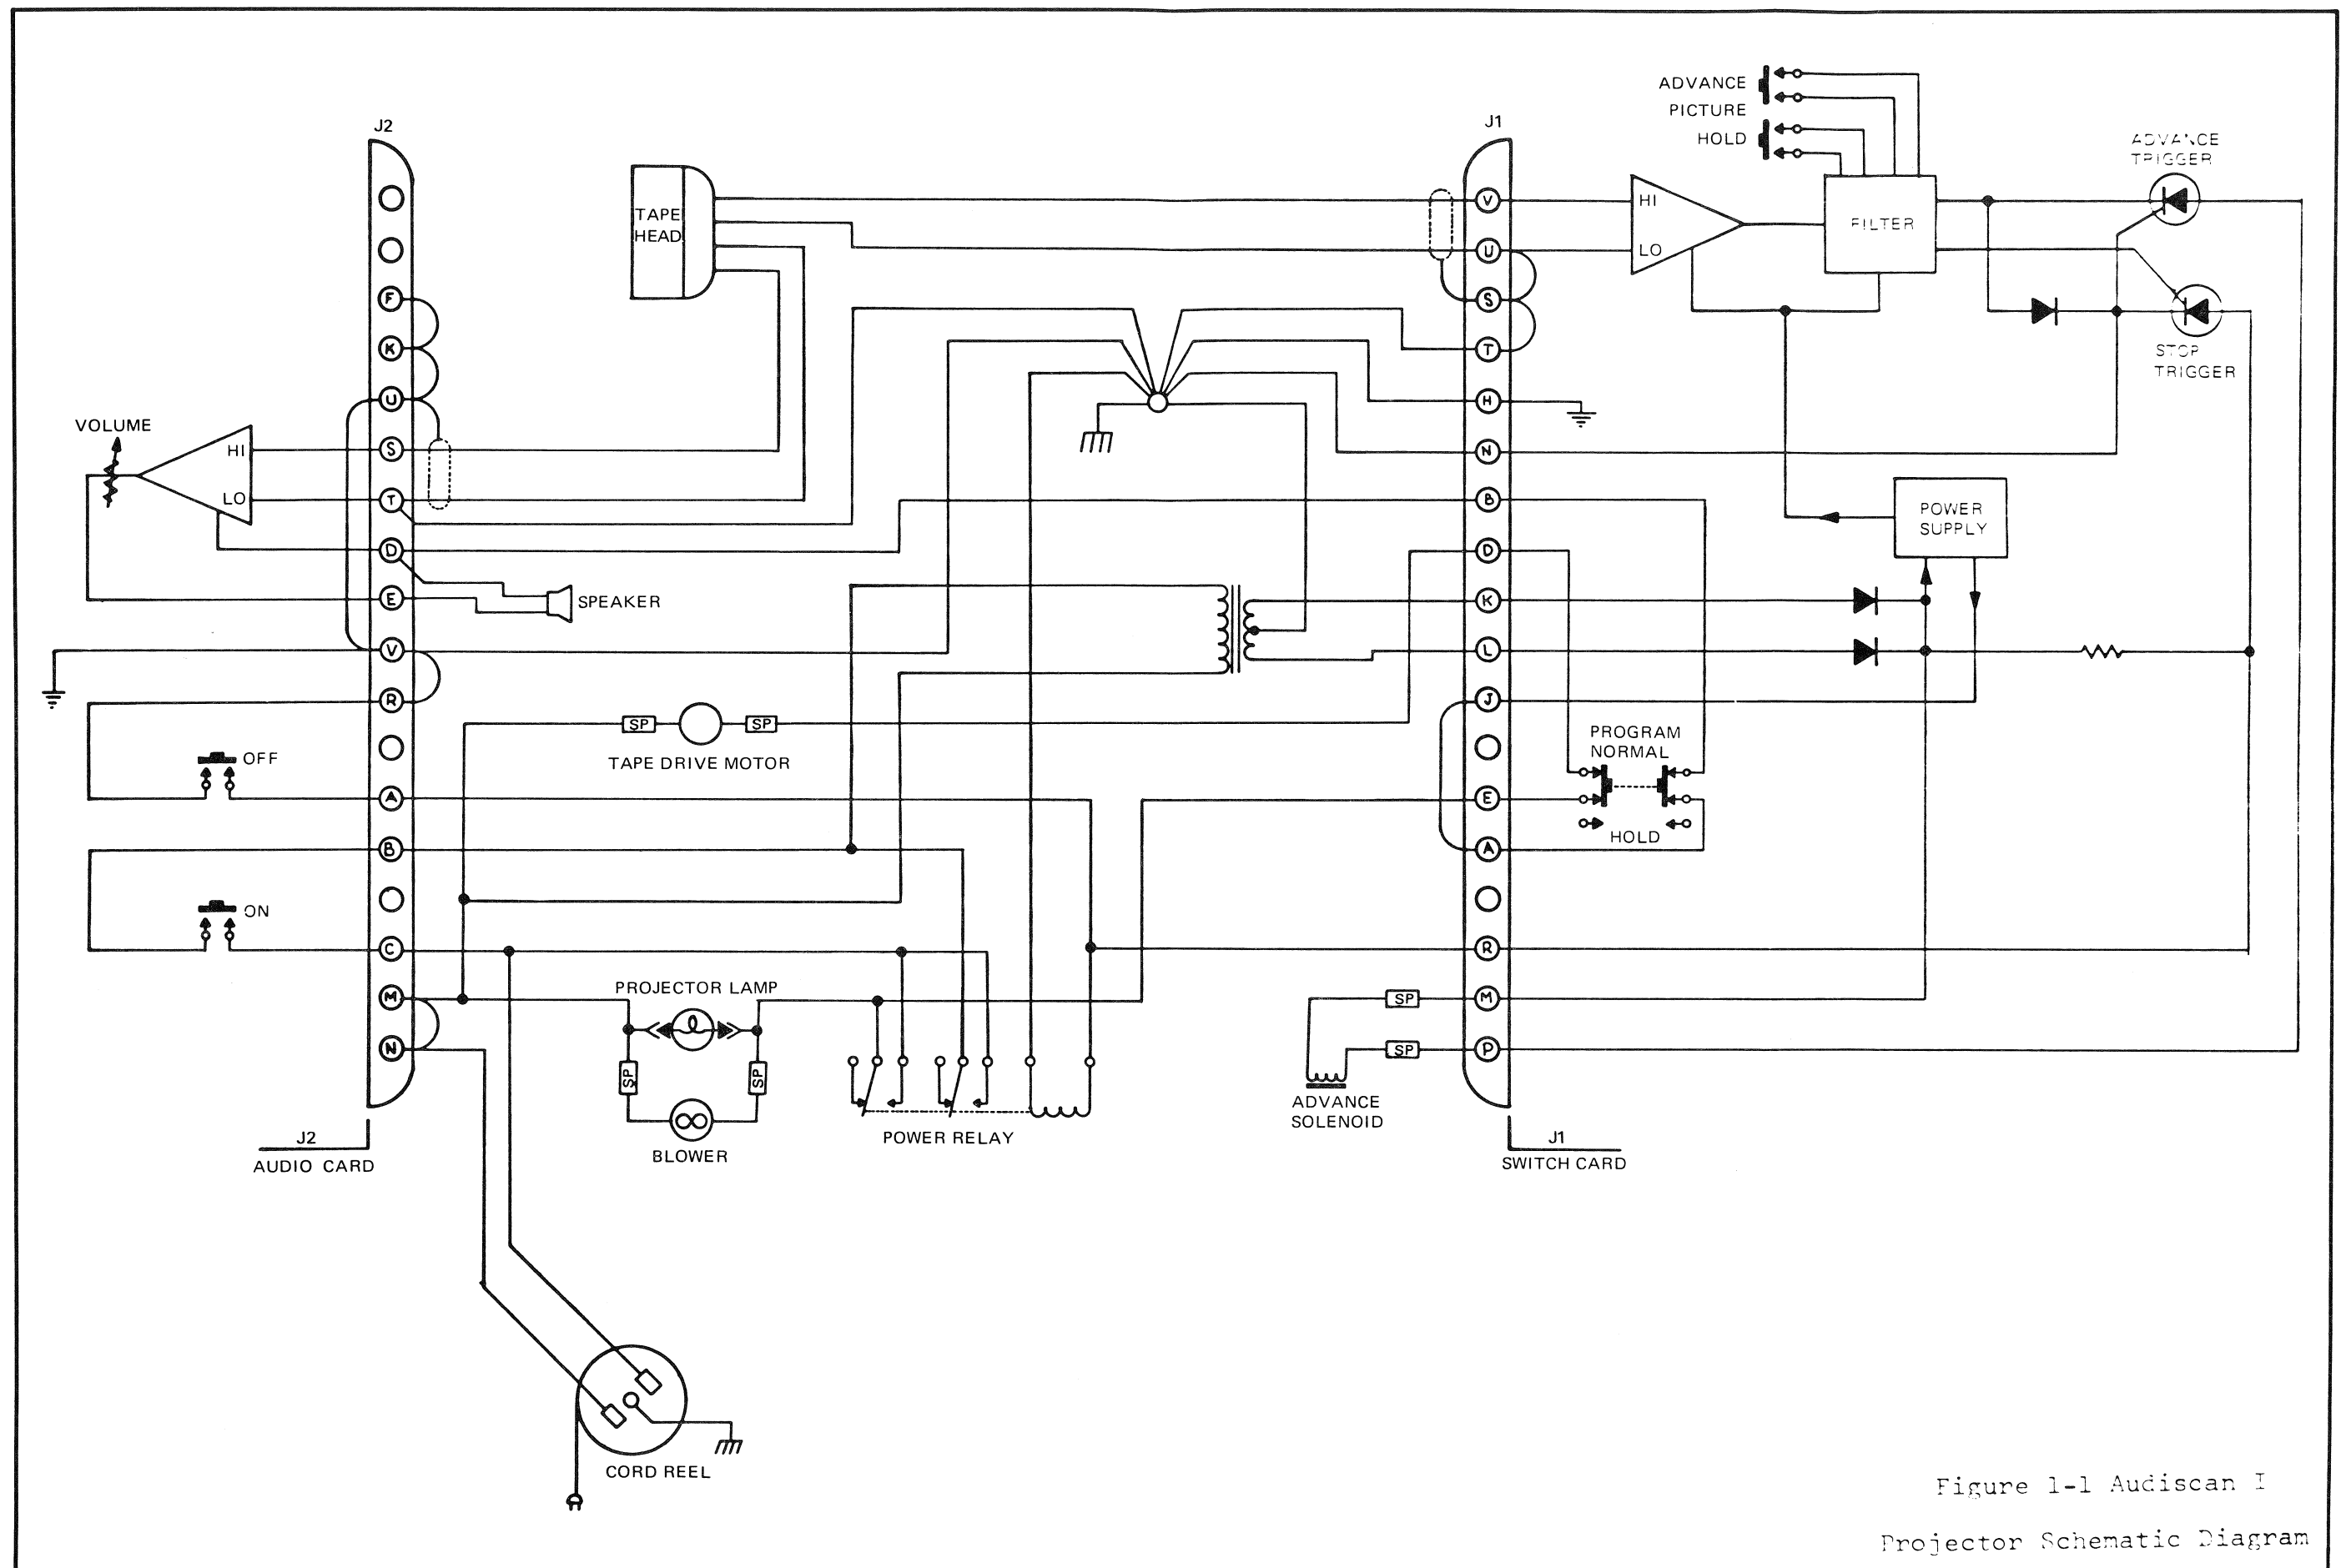 J2
J1
ADVANCE
PICTURE
HOLD
ADVANCE
TRIGGER
TAPE
HEAD
V
HI
FILTER
U
LO
F
S
K
T
STOP
TRIGGER
U
H
VOLUME
HI
S
N
LO
T
B
POWER
SUPPLY
D
D
E
SPEAKER
K
V
L
R
J
SP
SP
TAPE DRIVE MOTOR
PROGRAM
NORMAL
OFF
A
E
HOLD
B
A
ON
C
R
M
PROJECTOR LAMP
SP
M
N
SP
SP
SP
P
BLOWER
POWER RELAY
ADVANCE
SOLENOID
J2
AUDIO CARD
J1
SWITCH CARD
CORD REEL
Figure 1-1 Audiscan I
Projector Schematic Diagram